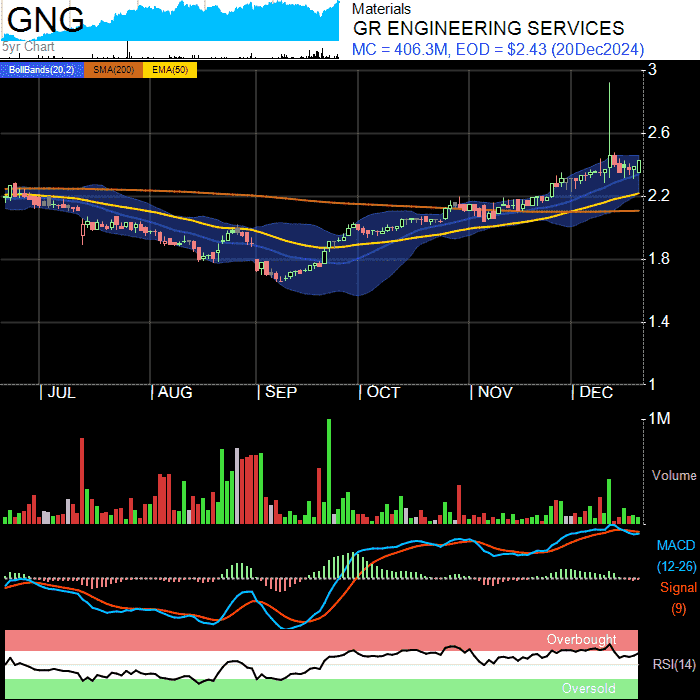 GNG
5yr Chart
Materials
GR ENGINEERING SERVICES
MC = 406.3M, EOD = $2.43 (20Dec2024)
BollBands(20,2) SMA(200) EMA(50)
3
2.6
2.2
1.8
1.4
1
JUL AUG SEP OCT NOV DEC
1M
Volume
MACD
(12-26)
Signal
(9)
Overbought
RSI(14)
Oversold